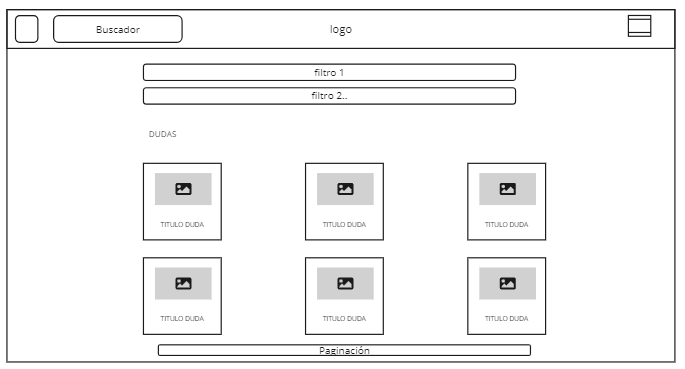 Buscador
logo
filtro 1
filtro 2..
DUDAS
TITULO DUDA
TITULO DUDA
TITULO DUDA
TITULO DUDA
TITULO DUDA
TITULO DUDA
Paginación